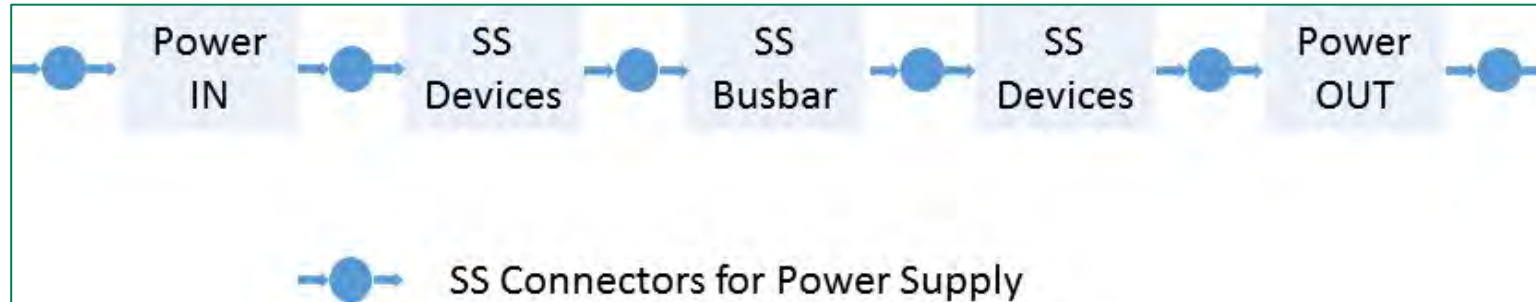 Power
IN
SS
Devices
SS
Busbar
SS
Devices
Power
OUT
SS Connectors for Power Supply